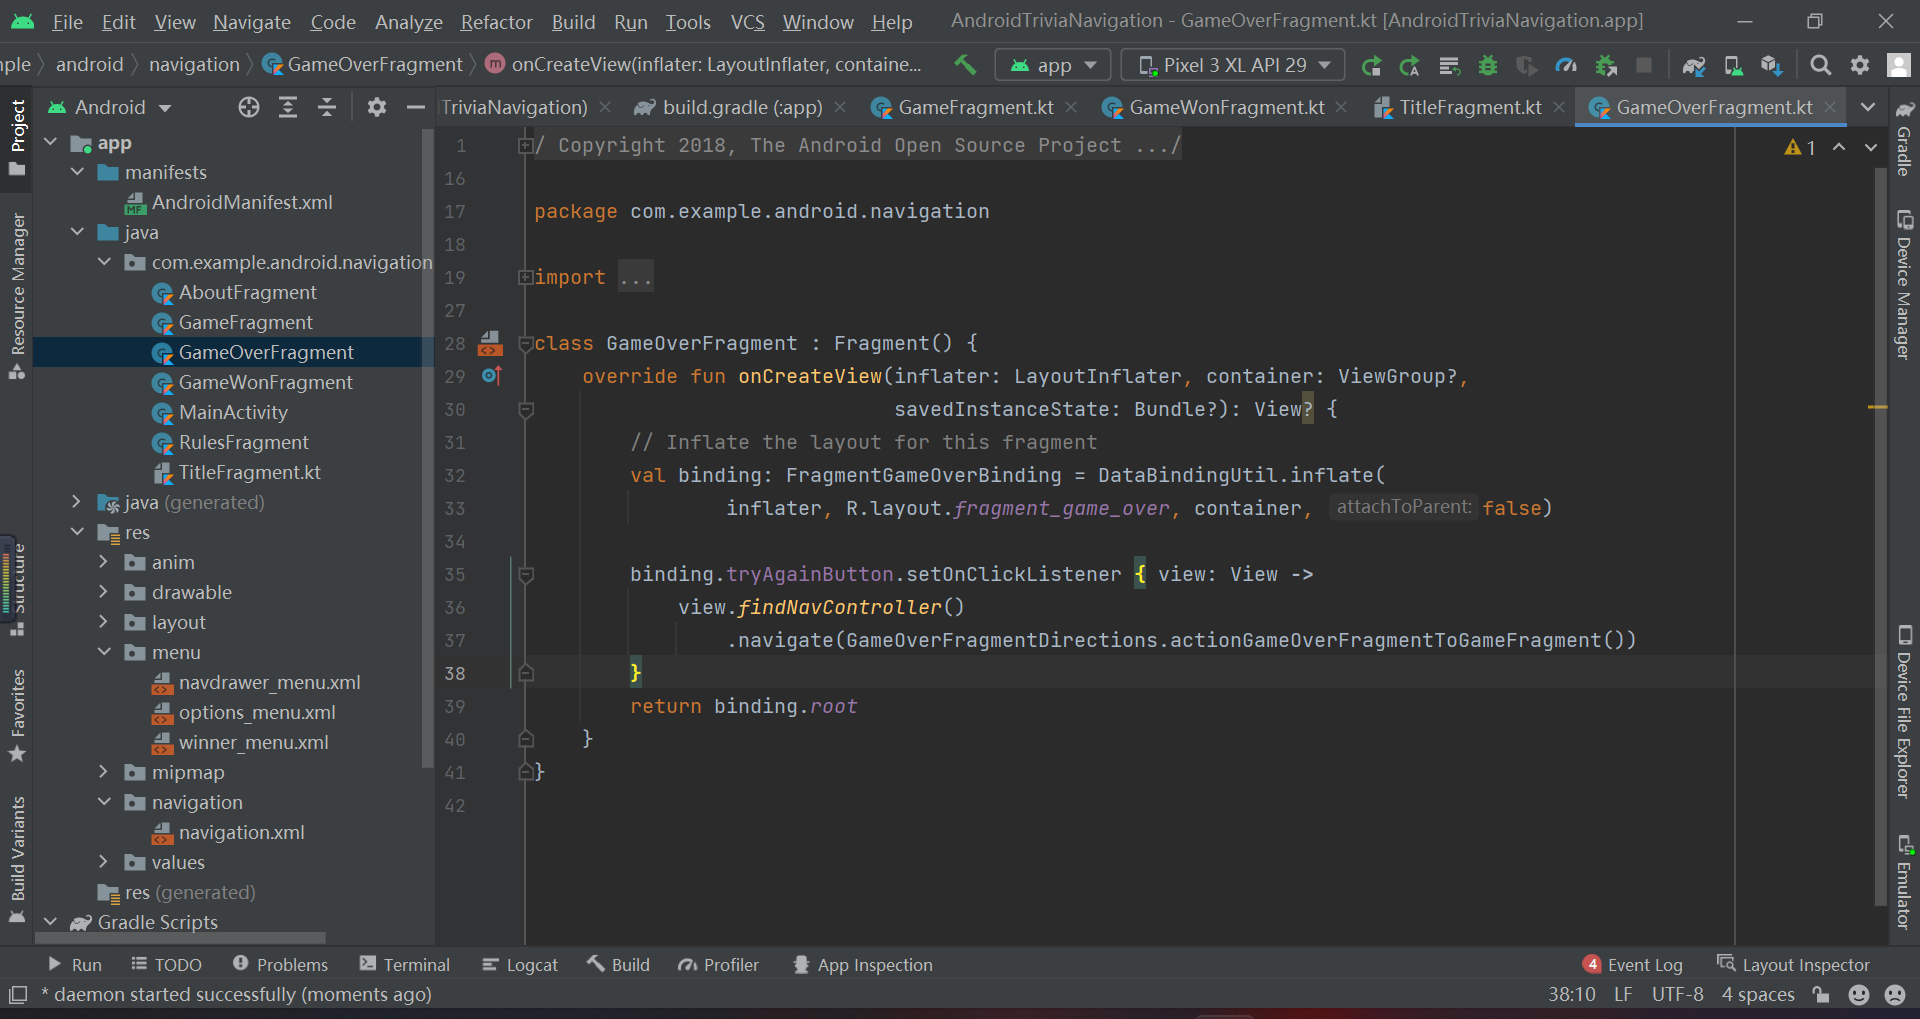 File Edit View Navigate Code Analyze Refactor Build Run Tools VCS Window Help AndroidTriviaNavigation - GameOverFragment.kt [AndroidTriviaNavigation.app]
nple android navigation GameOverFragment m onCreateView(inflater: LayoutInflater, containe... app Pixel 3 XL API 29
Android TriviaNavigation) build.gradle (:app) GameFragment.kt GameWonFragment.kt TitleFragment.kt GameOverFragment.kt
Project
Resource Manager
Structure
Favorites
Build Variants
app
manifests
MF AndroidManifest.xml
java
com.example.android.navigation
AboutFragment
GameFragment
GameOverFragment
GameWonFragment
MainActivity
RulesFragment
TitleFragment.kt
java (generated)
res
anim
drawable
layout
menu
navdrawer_menu.xml
options_menu.xml
winner_menu.xml
mipmap
navigation
navigation.xml
values
res (generated)
Gradle Scripts
1 / Copyright 2018, The Android Open Source Project .../
16
17 package com.example.android.navigation
18
19 import ...
27
28 class GameOverFragment : Fragment() {
29 override fun onCreateView(inflater: LayoutInflater, container: ViewGroup?,
30 savedInstanceState: Bundle?): View? {
31 // Inflate the layout for this fragment
32 val binding: FragmentGameOverBinding = DataBindingUtil.inflate(
33 inflater, R.layout.fragment_game_over, container, attachToParent: false)
34
35 binding.tryAgainButton.setOnClickListener { view: View ->
36 view.findNavController()
37 .navigate(GameOverFragmentDirections.actionGameOverFragmentToGameFragment())
38 }
39 return binding.root
40 }
41 }
42
1
Gradle
Device Manager
Device File Explorer
Emulator
Run TODO Problems Terminal Logcat Build Profiler App Inspection 4 Event Log Layout Inspector
* daemon started successfully (moments ago) 38:10 LF UTF-8 4 spaces